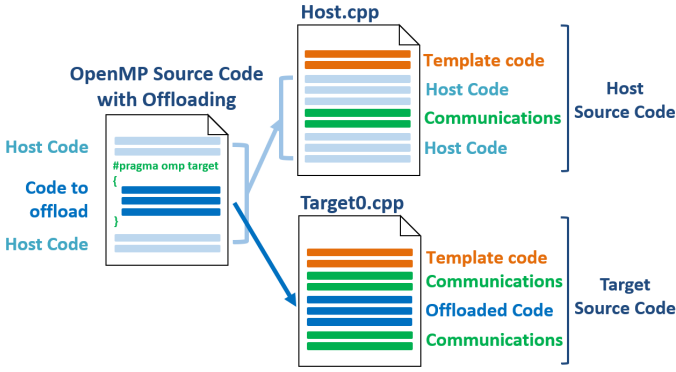 OpenMP Source Code
with Offloading
Host Code
#pragma omp target
{
Code to
offload
}
Host Code
Host.cpp
Template code
Host Code
Communications
Host Code
Host
Source Code
Target0.cpp
Template code
Communications
Offloaded Code
Communications
Target
Source Code